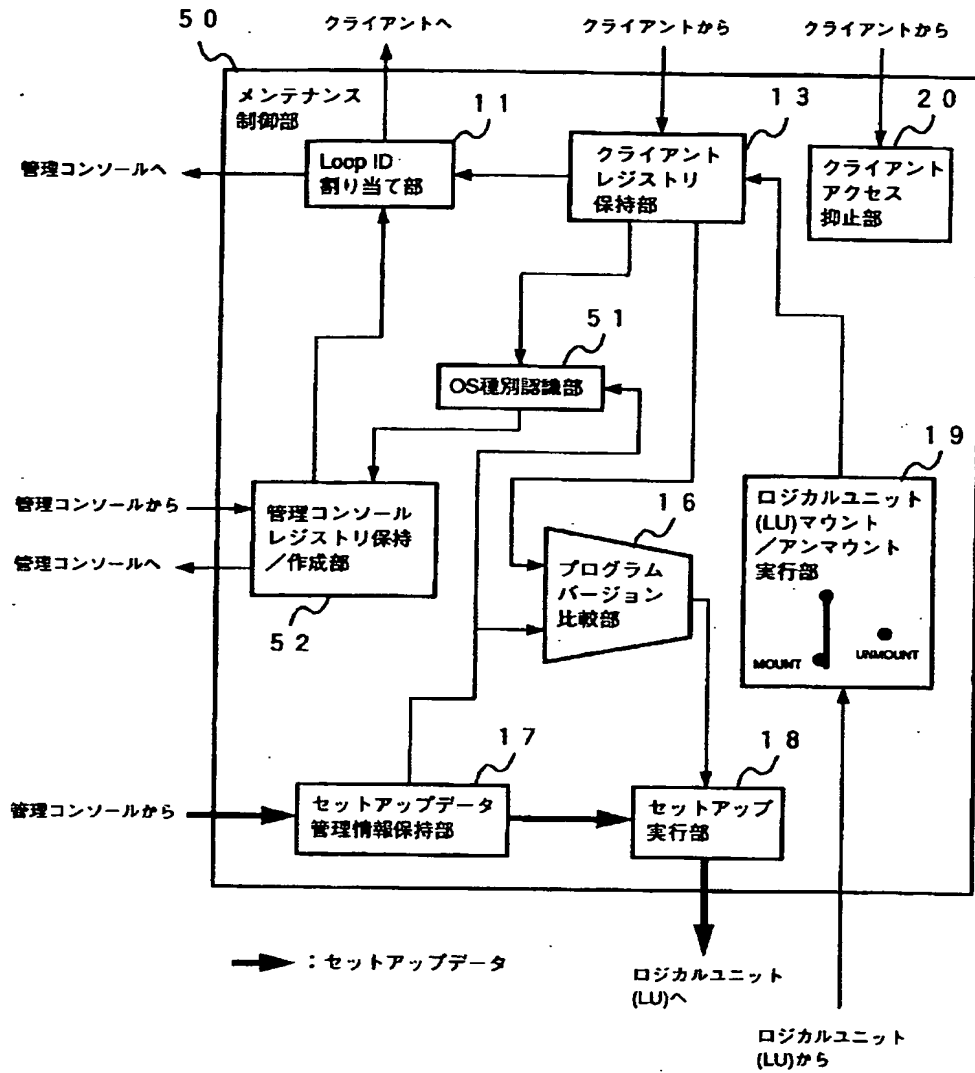 ５０
クライアントへ
クライアントから
クライアントから
メンテナンス
制御部
１１
１３
２０
管理コンソールへ
Loop ID
割り当て部
クライアント
レジストリ
保持部
クライアント
アクセス
抑止部
５１
OS種別認識部
１９
管理コンソールから
管理コンソールへ
管理コンソール
レジストリ保持
／作成部
５２
１６
プログラム
バージョン
比較部
ロジカルユニット
(LU)マウント
／アンマウント
実行部
MOUNT
UNMOUNT
１７
１８
管理コンソールから
セットアップデータ
管理情報保持部
セットアップ
実行部
：セットアップデータ
ロジカルユニット
(LU)へ
ロジカルユニット
(LU)から